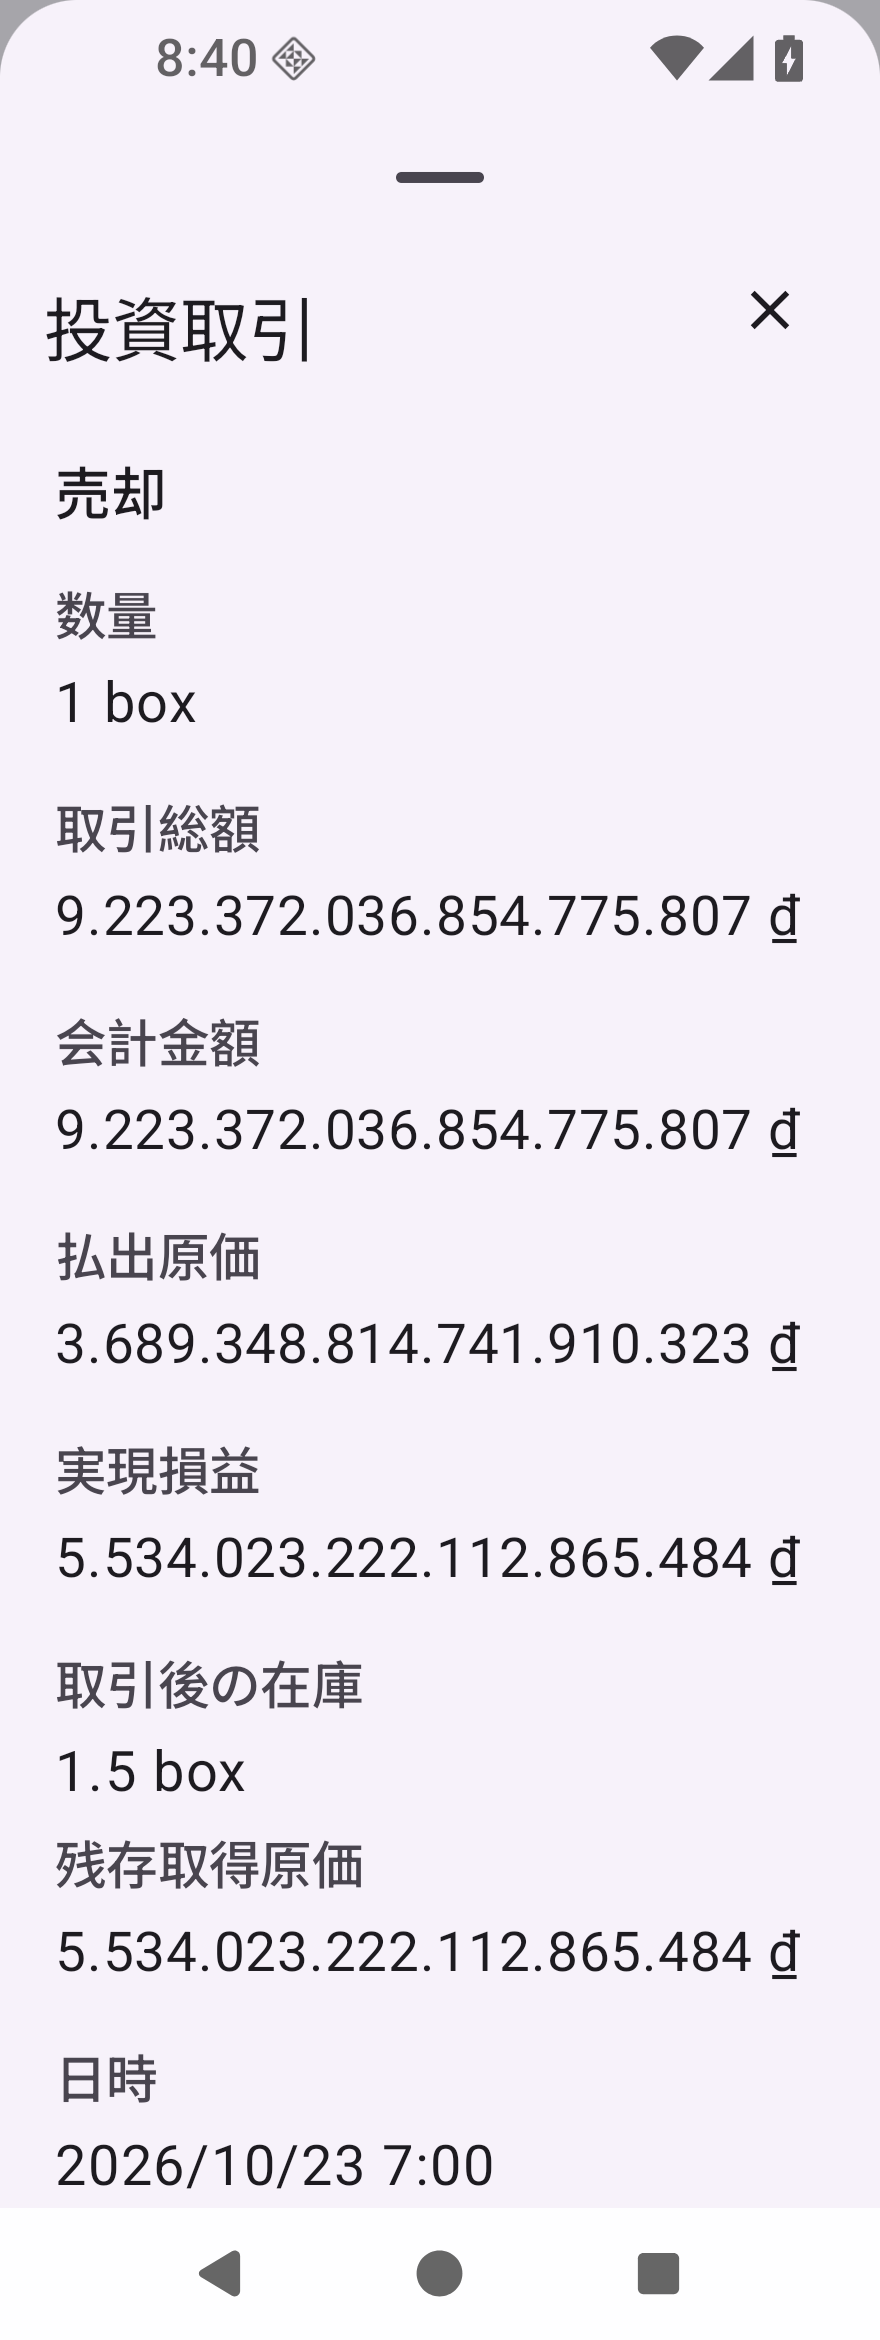 8:40
投資取引
売却
数量
1 box
取引総額
9.223.372.036.854.775.807 ₫
会計金額
9.223.372.036.854.775.807 ₫
払出原価
3.689.348.814.741.910.323 ₫
実現損益
5.534.023.222.112.865.484 ₫
取引後の在庫
1.5 box
残存取得原価
5.534.023.222.112.865.484 ₫
日時
2026/10/23 7:00